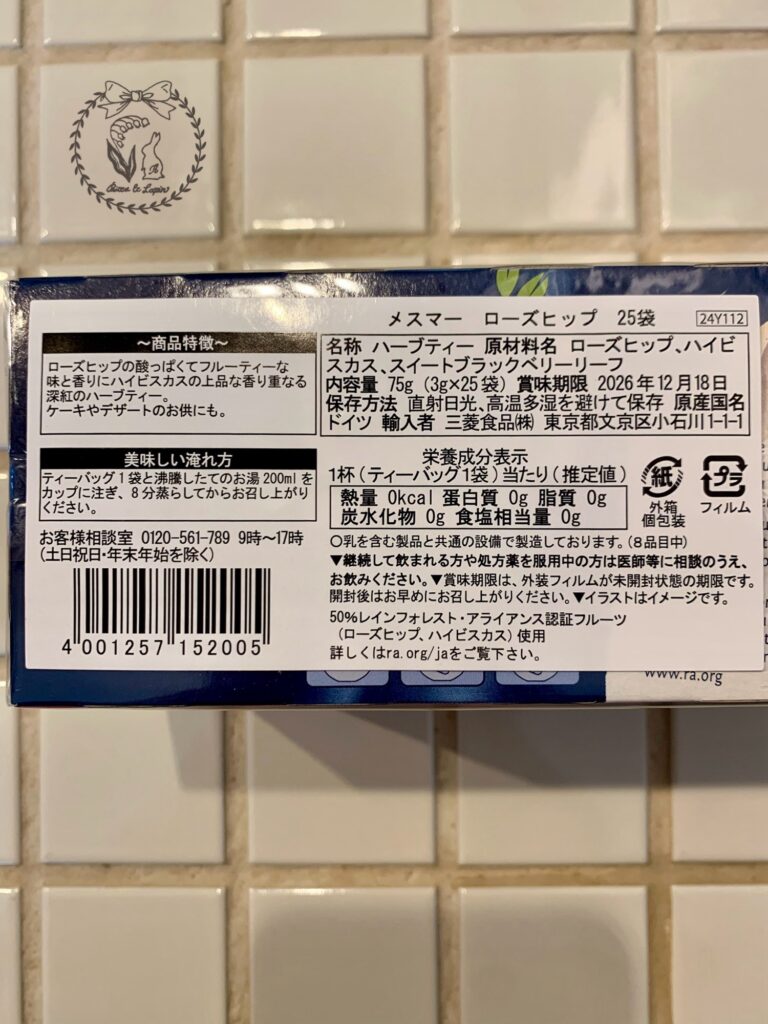 メスマー ローズヒップ 25袋
24Y112
～商品特徴～
ローズヒップの酸っぱくてフルーティーな
味と香りにハイビスカスの上品な香り重なる
深紅のハーブティー。
ケーキやデザートのお供にも。
名称 ハーブティー 原材料名 ローズヒップ、ハイビ
スカス、スイートブラックベリーリーフ
内容量 75g (3g×25袋) 賞味期限 2026年12月18日
保存方法 直射日光、高温多湿を避けて保存 原産国名
ドイツ 輸入者 三菱食品㈱ 東京都文京区小石川1-1-1
美味しい淹れ方
ティーバッグ1袋と沸騰したてのお湯200mlを
カップに注ぎ、8分蒸らしてからお召し上がり
ください。
お客様相談室 0120-561-789 9時〜17時
(土日祝日・年末年始を除く)
4 001257 152005
栄養成分表示
1杯(ティーバッグ1袋)当たり(推定値)
熱量 0kcal 蛋白質 0g 脂質 0g
炭水化物 0g 食塩相当量 0g
紙
外箱
個包装
プラ
フィルム
○乳を含む製品と共通の設備で製造しております。(8品目中)
▼継続して飲まれる方や処方薬を服用中の方は医師等に相談のうえ、
お飲みください。▼賞味期限は、外装フィルムが未開封状態の期限です。
開封後はお早めにお召し上がりください。▼イラストはイメージです。
50%レインフォレスト・アライアンス認証フルーツ
(ローズヒップ、ハイビスカス)使用
詳しくはra.org/jaをご覧下さい。
www.ra.org